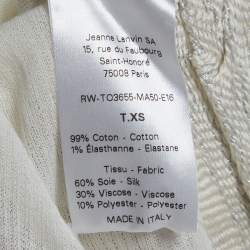 Jeanne Lanvin SA
15, rue du Faubourg
Saint-Honoré
75008 Paris
RW-TO3655-MA50-E16
T.XS
99% Coton - Cotton
1% Élasthanne - Elastane
Tissu - Fabric
60% Soie - Silk
30% Viscose - Viscose
10% Polyester - Polyester
MADE IN ITALY